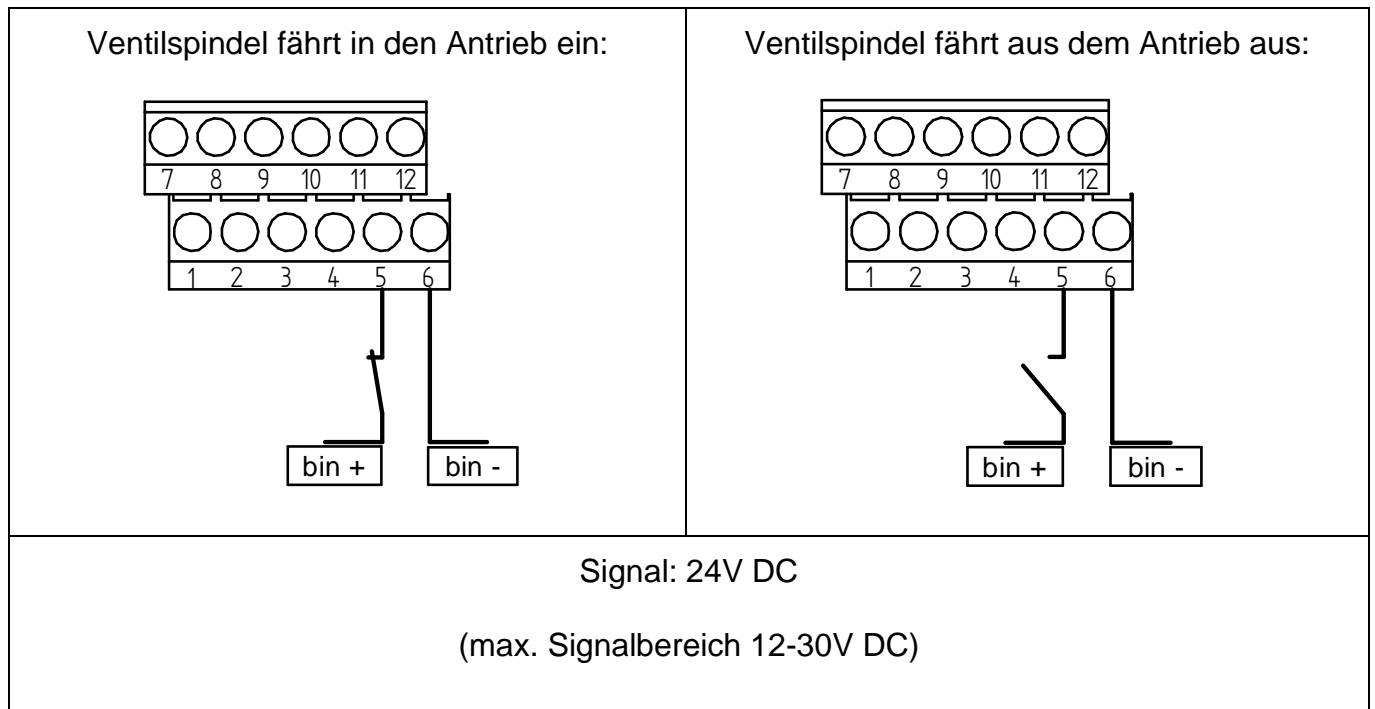 Ventilspindel fährt in den Antrieb ein:
7 8 9 10 11 12
1 2 3 4 5 6
bin + bin -
Ventilspindel fährt aus dem Antrieb aus:
7 8 9 10 11 12
1 2 3 4 5 6
bin + bin -
Signal: 24V DC
(max. Signalbereich 12-30V DC)